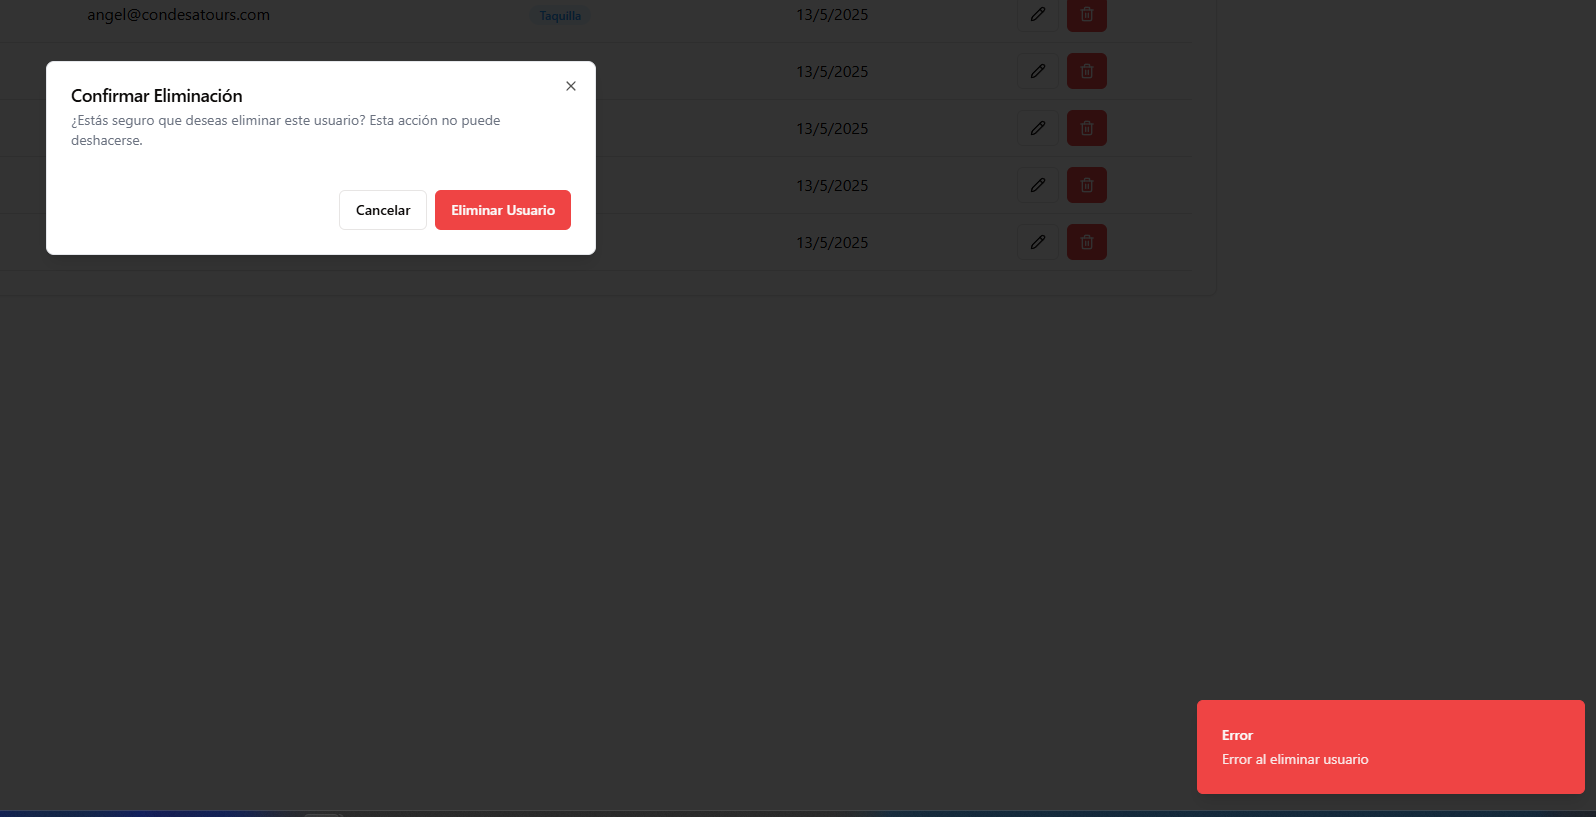 angel@condesatours.com Taquilla 13/5/2025
13/5/2025
Confirmar Eliminación
¿Estás seguro que deseas eliminar este usuario? Esta acción no puede
deshacerse.
13/5/2025
13/5/2025
Cancelar Eliminar Usuario
13/5/2025
Error
Error al eliminar usuario